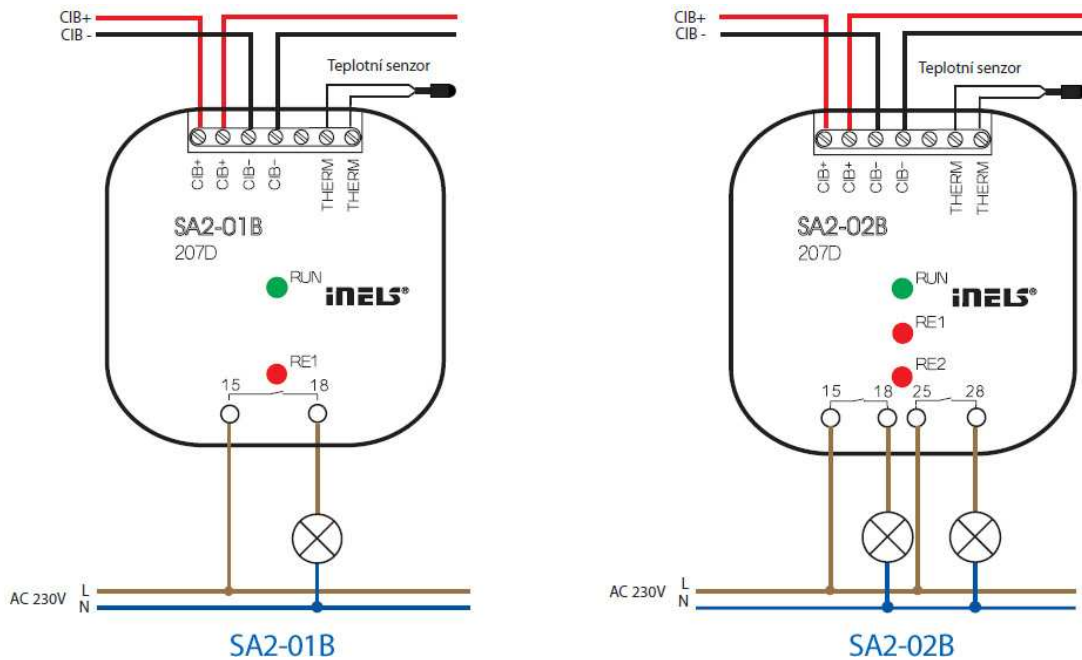 CIB+
CIB -
Teplotní senzor
CIB+
CIB+
CIB-
CIB-
THERM
THERM
SA2-01B
207D
RUN
iNELS®
RE1
15
18
AC 230V
L
N
SA2-01B
CIB+
CIB -
Teplotní senzor
CIB+
CIB+
CIB-
CIB-
THERM
THERM
SA2-02B
207D
RUN
iNELS®
RE1
RE2
15
18
25
28
AC 230V
L
N
SA2-02B